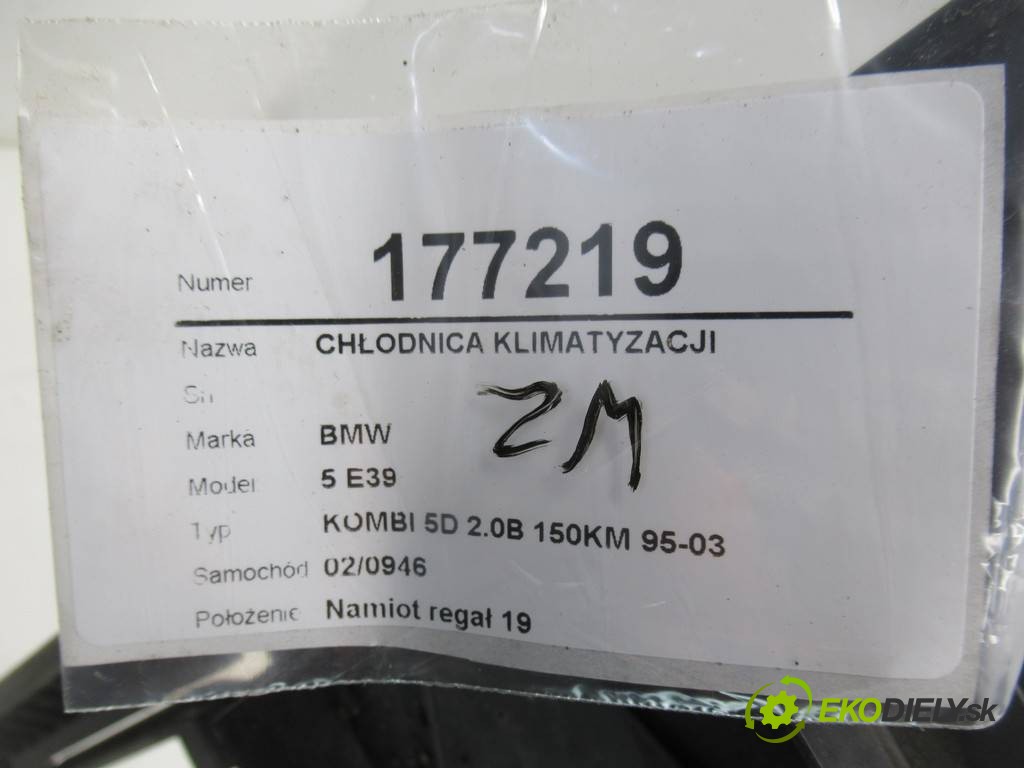 Numer 177219
Nazwa CHŁODNICA KLIMATYZACJI
Sn
ZM
Marka BMW
Model 5 E39
Typ KOMBI 5D 2.0B 150KM 95-03
Samochód 02/0946
Położenie Namiot regał 19
EKODIELY.sk